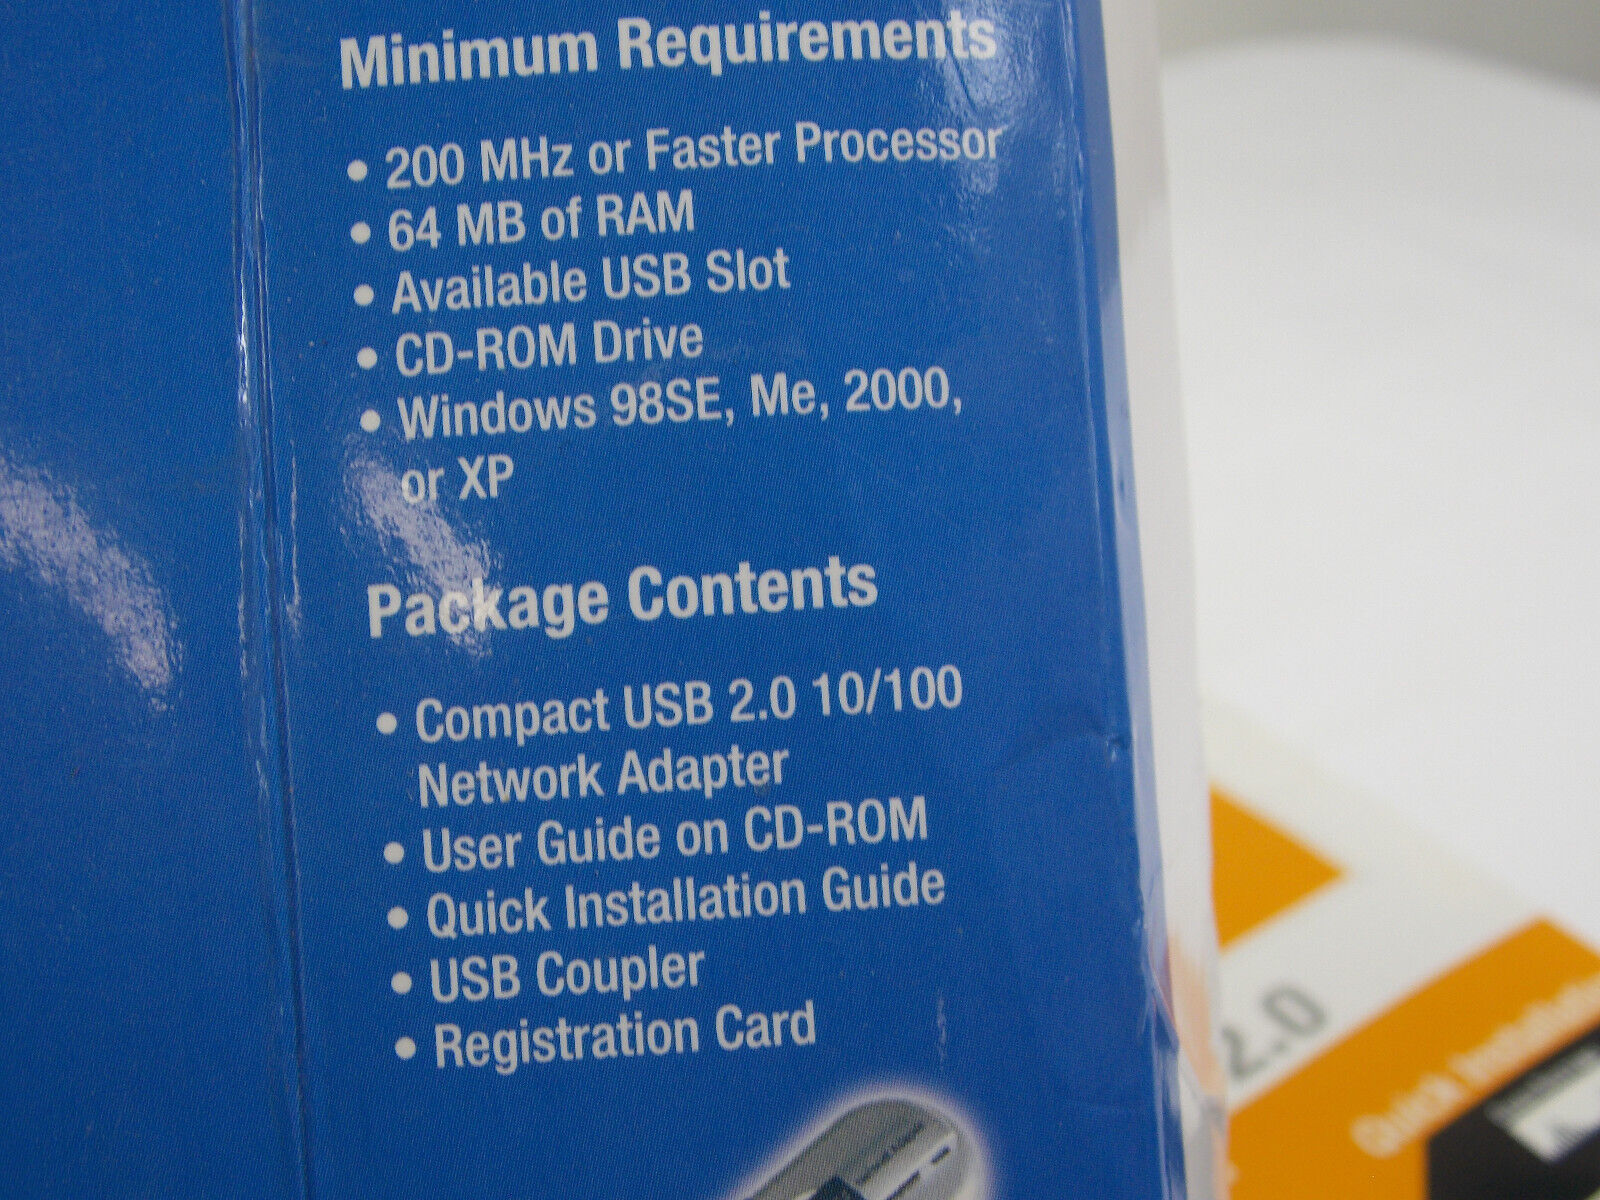 Minimum Requirements
• 200 MHz or Faster Processor
• 64 MB of RAM
• Available USB Slot
• CD-ROM Drive
• Windows 98SE, Me, 2000,
or XP
Package Contents
• Compact USB 2.0 10/100
Network Adapter
• User Guide on CD-ROM
• Quick Installation Guide
• USB Coupler
• Registration Card
2.0
Quick Installation